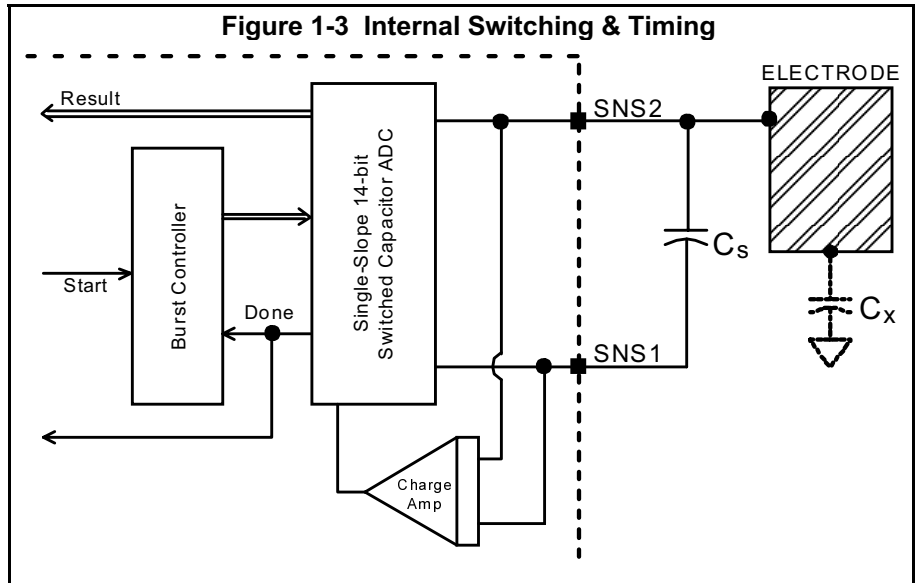 Figure 1-3 Internal Switching & Timing
ELECTRODE
Result
SNS2
Single-Slope 14-bit
Switched Capacitor ADC
Burst Controller
Start
Done
Cs
Cx
SNS1
Charge
Amp